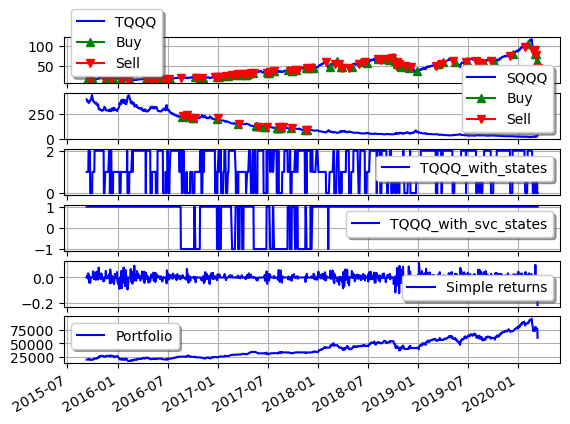 TQQQ
Buy
Sell
100
50
SQQQ
Buy
Sell
250
0
2
0
TQQQ_with_states
1
0
−1
TQQQ_with_svc_states
0.0
−0.2
Simple returns
75000
50000
25000
Portfolio
2015-07
2016-01
2016-07
2017-01
2017-07
2018-01
2018-07
2019-01
2019-07
2020-01